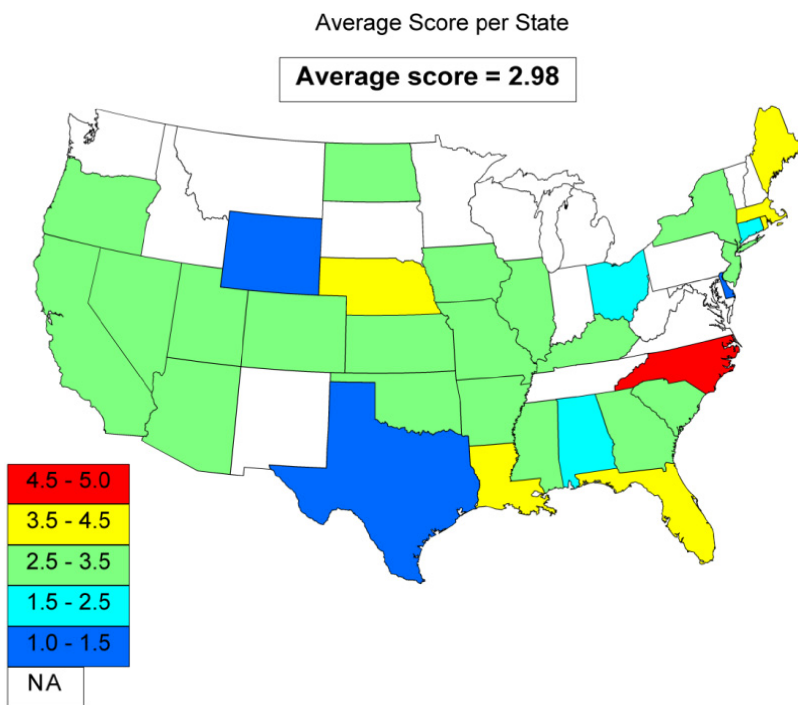 Average Score per State
Average score = 2.98
4.5 - 5.0
3.5 - 4.5
2.5 - 3.5
1.5 - 2.5
1.0 - 1.5
NA